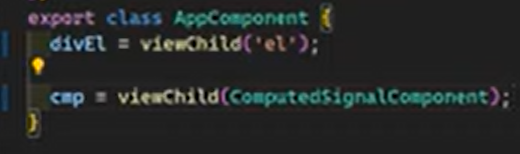 export class AppComponent {
divEl = viewChild('el');
cmp = viewChild(ComputedSignalComponent);
}